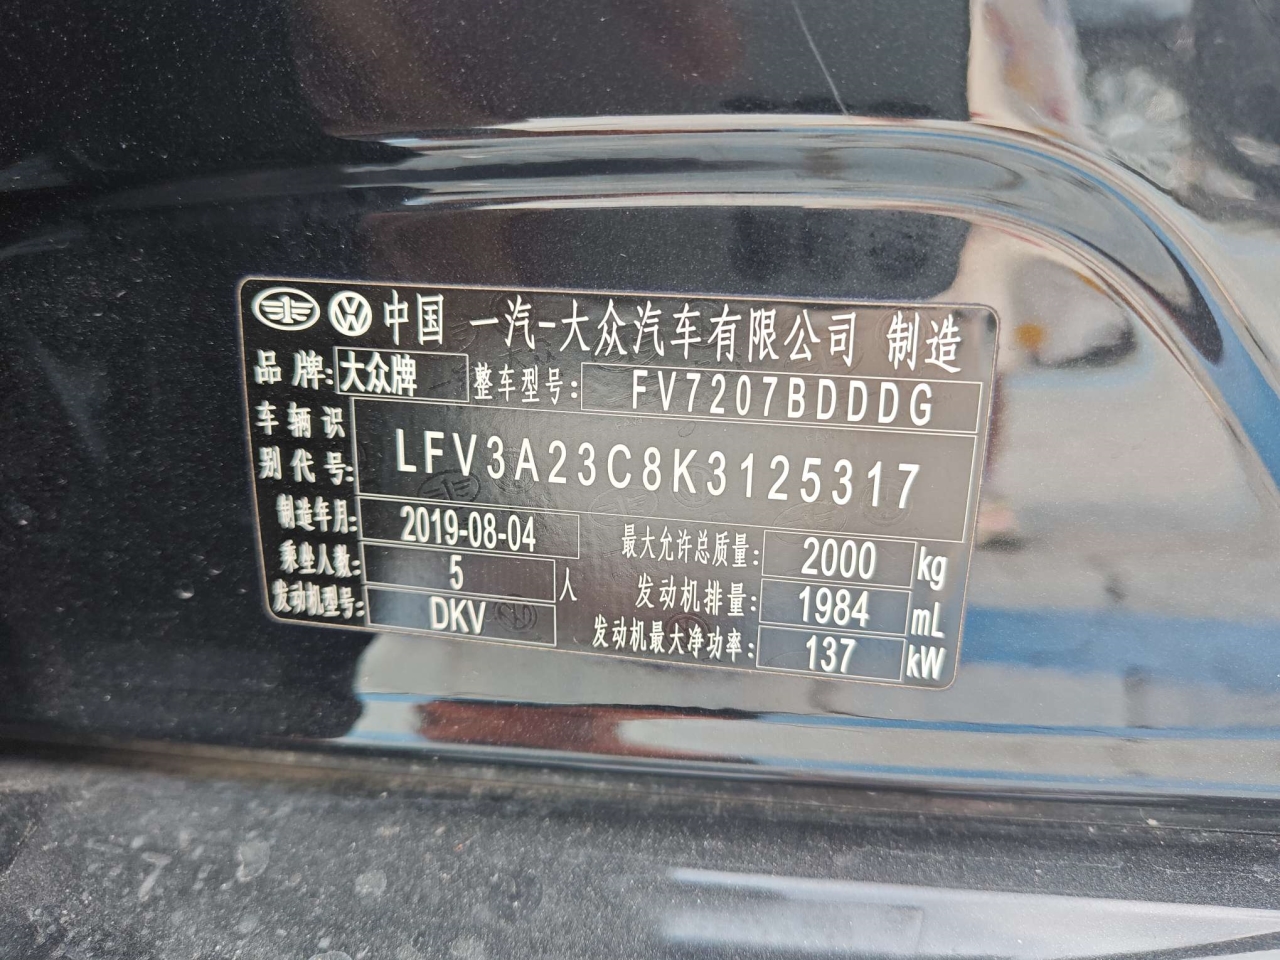 中国 一汽-大众汽车有限公司 制造
品牌: 大众牌 整车型号: FV7207BDDDG
车辆识别代号: LFV3A23C8K3125317
制造年月: 2019-08-04 最大允许总质量: 2000 kg
乘坐人数: 5 人 发动机排量: 1984 mL
发动机型号: DKV 发动机最大净功率: 137 kW